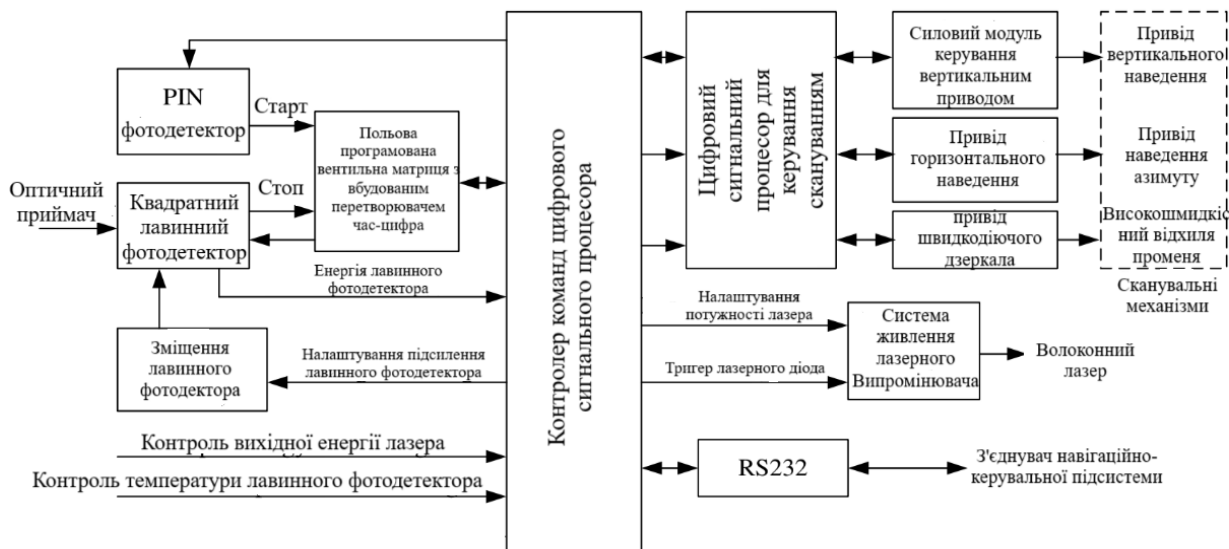 PIN
фотодетектор
Старт
Польова
програмована
вентильна матриця з
вбудованим
перетворювачем
час-цифра
Оптичний
приймач
Квадратний
лавинний
фотодетектор
Стоп
Енергія лавинного
фотодетектора
Зміщення
лавинного
фотодектора
Налаштування підсилення
лавинного фотодетектора
Контроль вихідної енергії лазера
Контроль температури лавинного фотодетектора
Контролер команд цифрового
сигнального процесора
Цифровий
сигнальний
процесор для
керування
скануванням
Силовий модуль
керування
вертикальним
приводом
Привід
вертикального
наведення
Привід
горизонтального
наведення
Привід
наведення
азимуту
привід
швидкодіючого
дзеркала
Високошмидкіс
ний відхиля
променя
Сканувальні
механізми
Налаштування
потужності лазера
Тригер лазерного діода
Система
живлення
лазерного
Випромінювача
Волоконний
лазер
RS232
З'єднувач навігаційно-
керувальної підсистеми